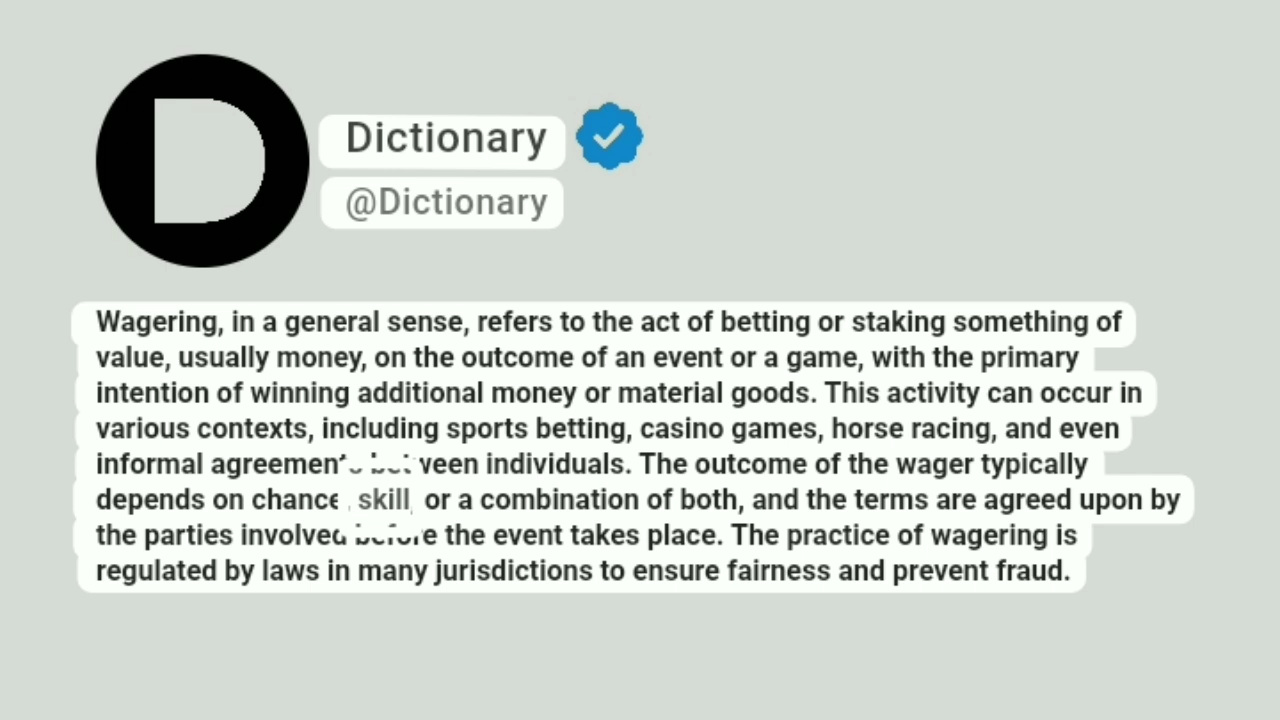 D
Dictionary
@Dictionary
Wagering, in a general sense, refers to the act of betting or staking something of
value, usually money, on the outcome of an event or a game, with the primary
intention of winning additional money or material goods. This activity can occur in
various contexts, including sports betting, casino games, horse racing, and even
informal agreements between individuals. The outcome of the wager typically
depends on chance, skill, or a combination of both, and the terms are agreed upon by
the parties involved before the event takes place. The practice of wagering is
regulated by laws in many jurisdictions to ensure fairness and prevent fraud.